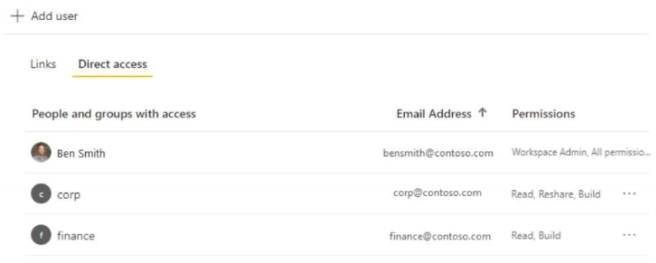 + Add user
Links Direct access
People and groups with access Email Address ↑ Permissions
Ben Smith bensmith@contoso.com Workspace Admin, All permissio...
c corp corp@contoso.com Read, Reshare, Build ...
f finance finance@contoso.com Read, Build ...